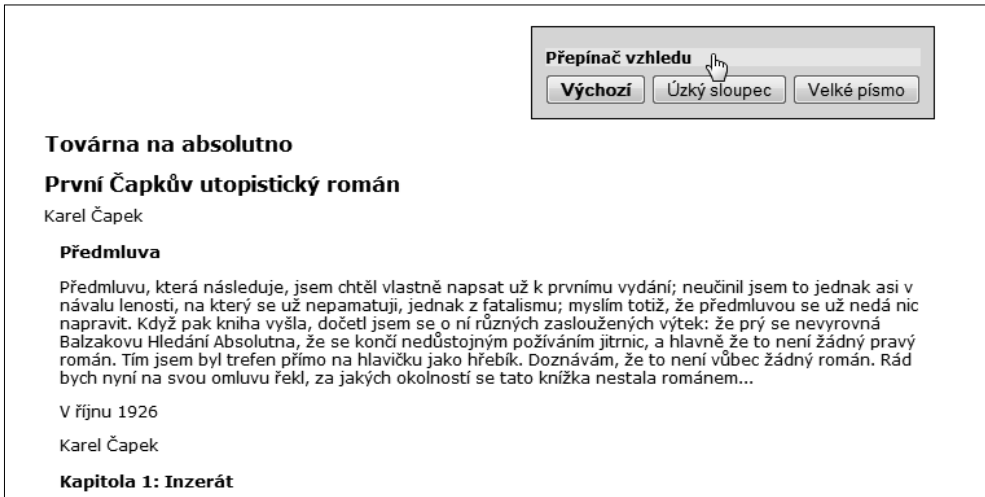 Přepínač vzhledu
Výchozí Úzký sloupec Velké písmo
Továrna na absolutno
První Čapkův utopistický román
Karel Čapek
Předmluva
Předmluvu, která následuje, jsem chtěl vlastně napsat už k prvnímu vydání; neučinil jsem to jednak asi v
návalu lenosti, na který se už nepamatuji, jednak z fatalismu; myslím totiž, že předmluvou se už nedá nic
napravit. Když pak kniha vyšla, dočetl jsem se o ní různých zasloužených výtek: že prý se nevyrovná
Balzakovu Hledání Absolutna, že se končí nedůstojným požíváním jitrnic, a hlavně že to není žádný pravý
román. Tím jsem byl trefen přímo na hlavičku jako hřebík. Doznávám, že to není vůbec žádný román. Rád
bych nyní na svou omluvu řekl, za jakých okolností se tato knížka nestala románem...
V říjnu 1926
Karel Čapek
Kapitola 1: Inzerát